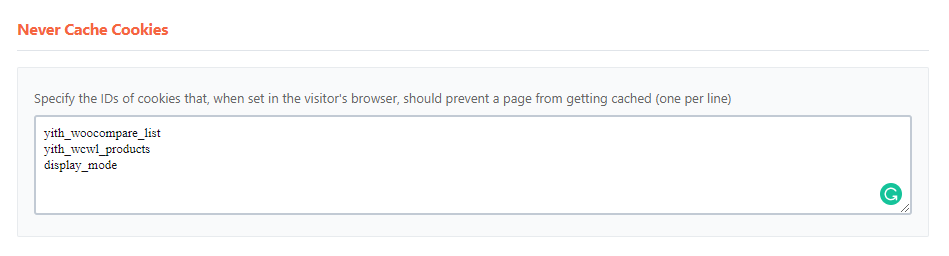 Never Cache Cookies
Specify the IDs of cookies that, when set in the visitor's browser, should prevent a page from getting cached (one per line)
yith_woocompare_list
yith_wcwl_products
display_mode